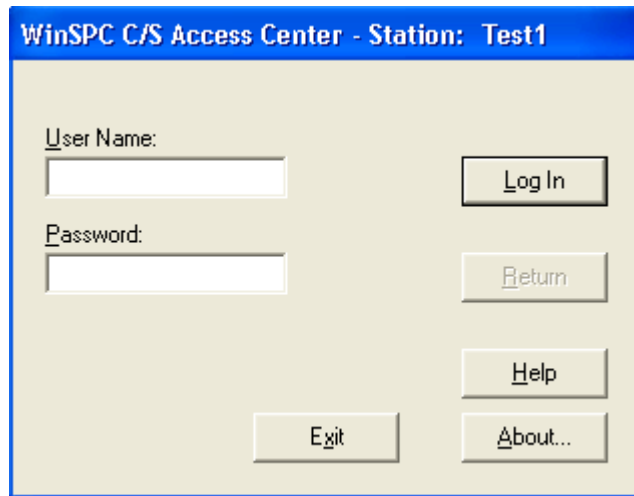 WinSPC C/S Access Center - Station: Test1
User Name:
Log In
Password:
Return
Help
Exit
About...